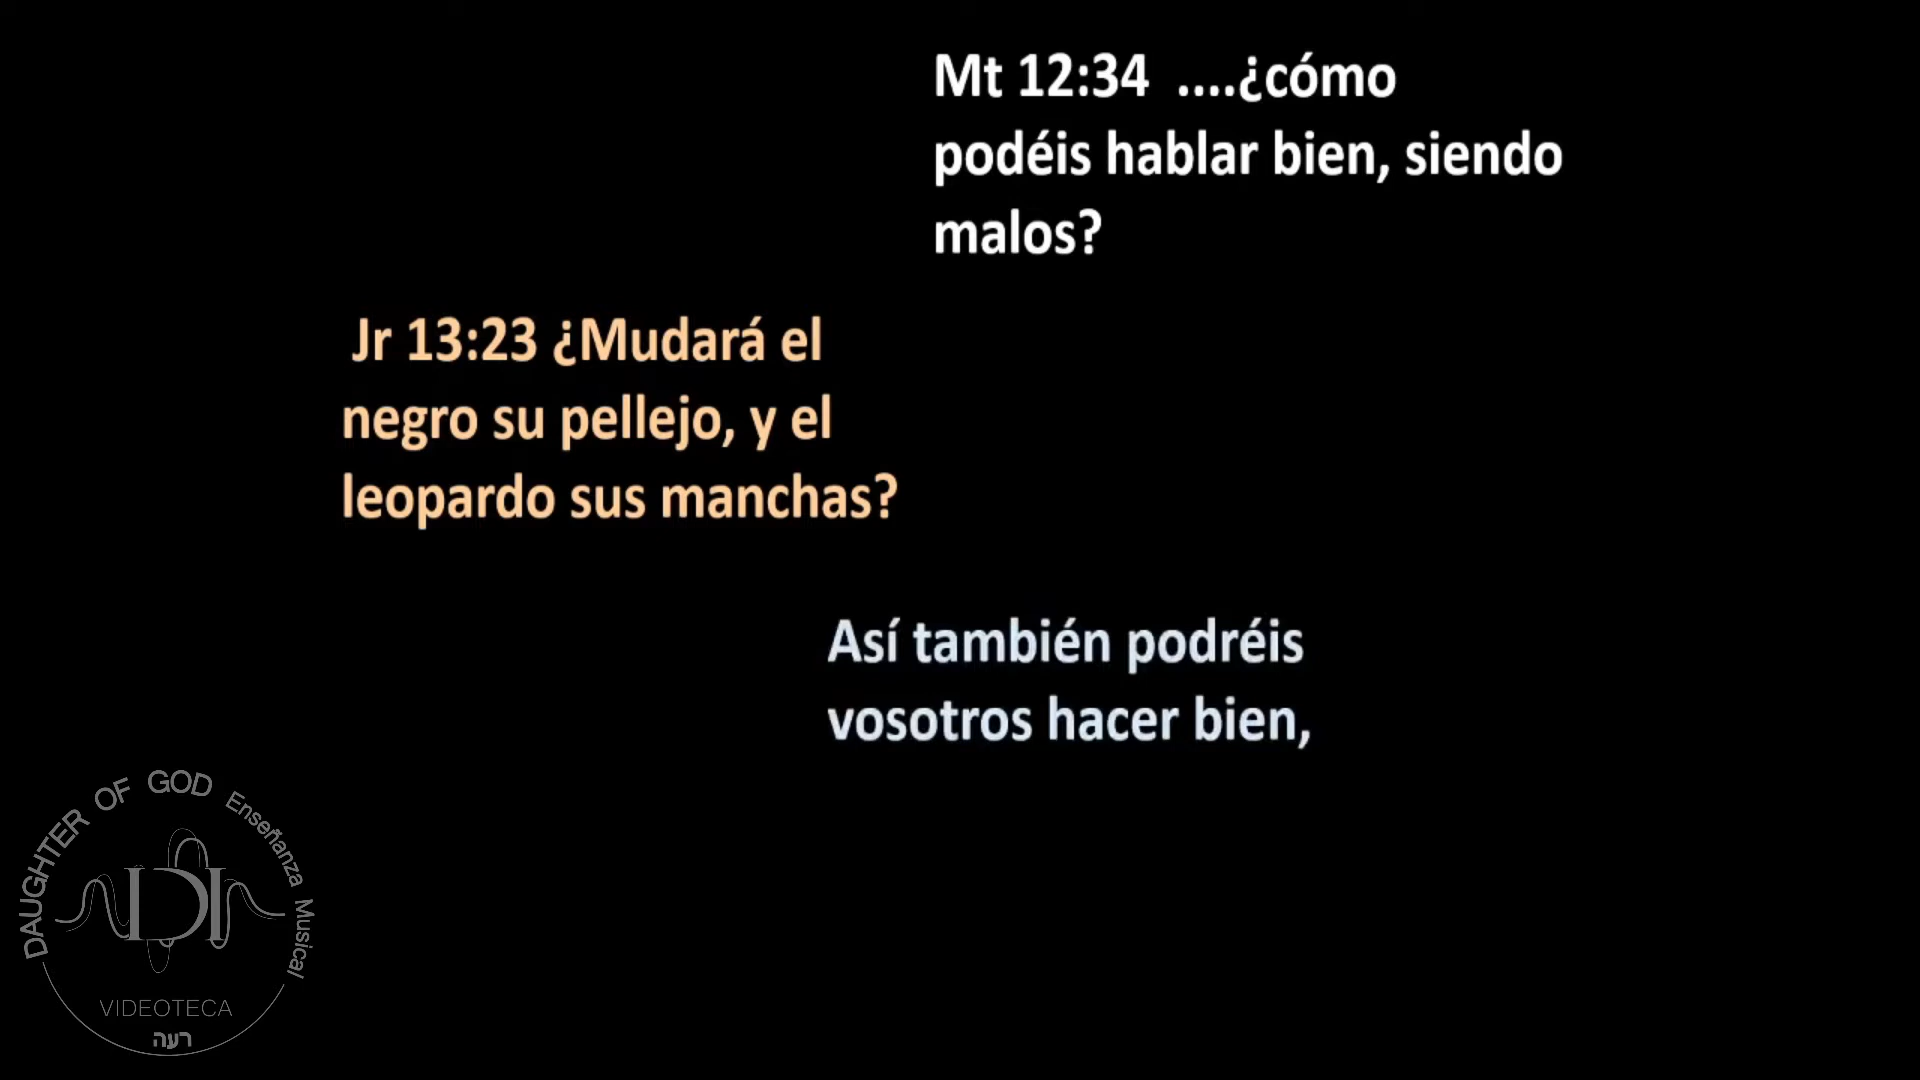 Mt 12:34  ....¿cómo
podéis hablar bien, siendo
malos?
Jr 13:23 ¿Mudará el
negro su pellejo, y el
leopardo sus manchas?
Así también podréis
vosotros hacer bien,
DAUGHTER OF GOD Enseñanza Musical
DI
VIDEOTECA
רעה